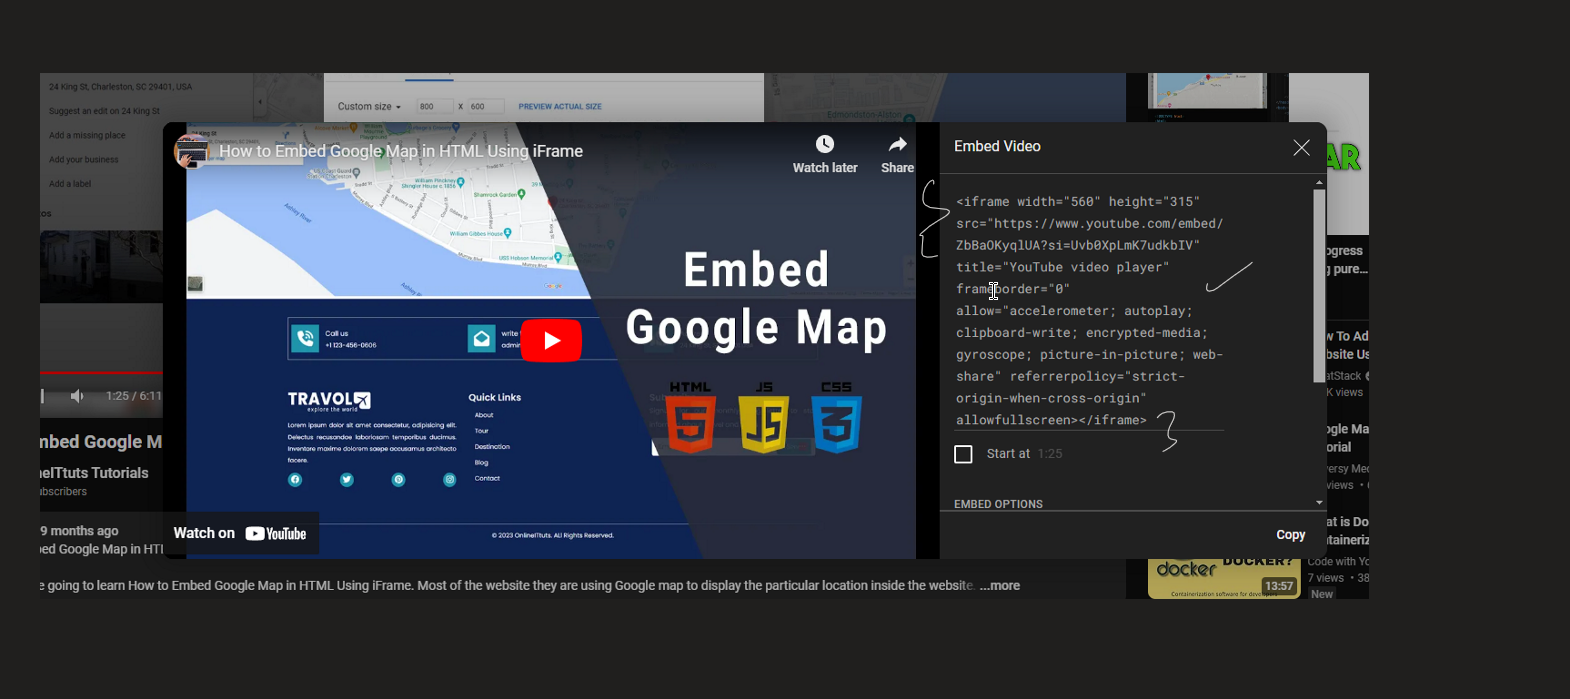 24 King St, Charleston, SC 29401, USA
Suggest an edit on 24 King St
Add a missing place
Add your business
Add a label
Custom size
800 X 600
PREVIEW ACTUAL SIZE
How to Embed Google Map in HTML Using iFrame
Watch later
Share
Embed
Google Map
HTML
JS
CSS
Call us
+1 123-456-0606
TRAVOL
explore the world
Lorem ipsum dolor sit amet consectetur, adipisicing elit.
Delectus recusandae laboriosam temporibus ducimus.
Inventore maxime dolorem saepe accusamus architecto
facere.
Quick Links
About
Tour
Destination
Blog
Contact
© 2023 OnlineITtuts. All Rights Reserved.
Watch on YouTube
Embed Video
<iframe width="560" height="315"
src="https://www.youtube.com/embed/
ZbBaOKyqlUA?si=Uvb0XpLmK7udkbIV"
title="YouTube video player"
frameborder="0"
allow="accelerometer; autoplay;
clipboard-write; encrypted-media;
gyroscope; picture-in-picture; web-
share" referrerpolicy="strict-
origin-when-cross-origin"
allowfullscreen></iframe>
Start at 1:25
EMBED OPTIONS
Copy
1:25 / 6:11
nbed Google M
nelTtuts Tutorials
ubscribers
9 months ago
ed Google Map in HTI
e going to learn How to Embed Google Map in HTML Using iFrame. Most of the website they are using Google map to display the particular location inside the website. ...more
AR
ogress
g pure...
w To Ad
bsite Us
atStack
K views
gle Ma
orial
versy Med
views
at is Do
ntaineriz
Code with Yo
7 views • 38
New
docker
DOCKER?
Containerization software for developers
13:57